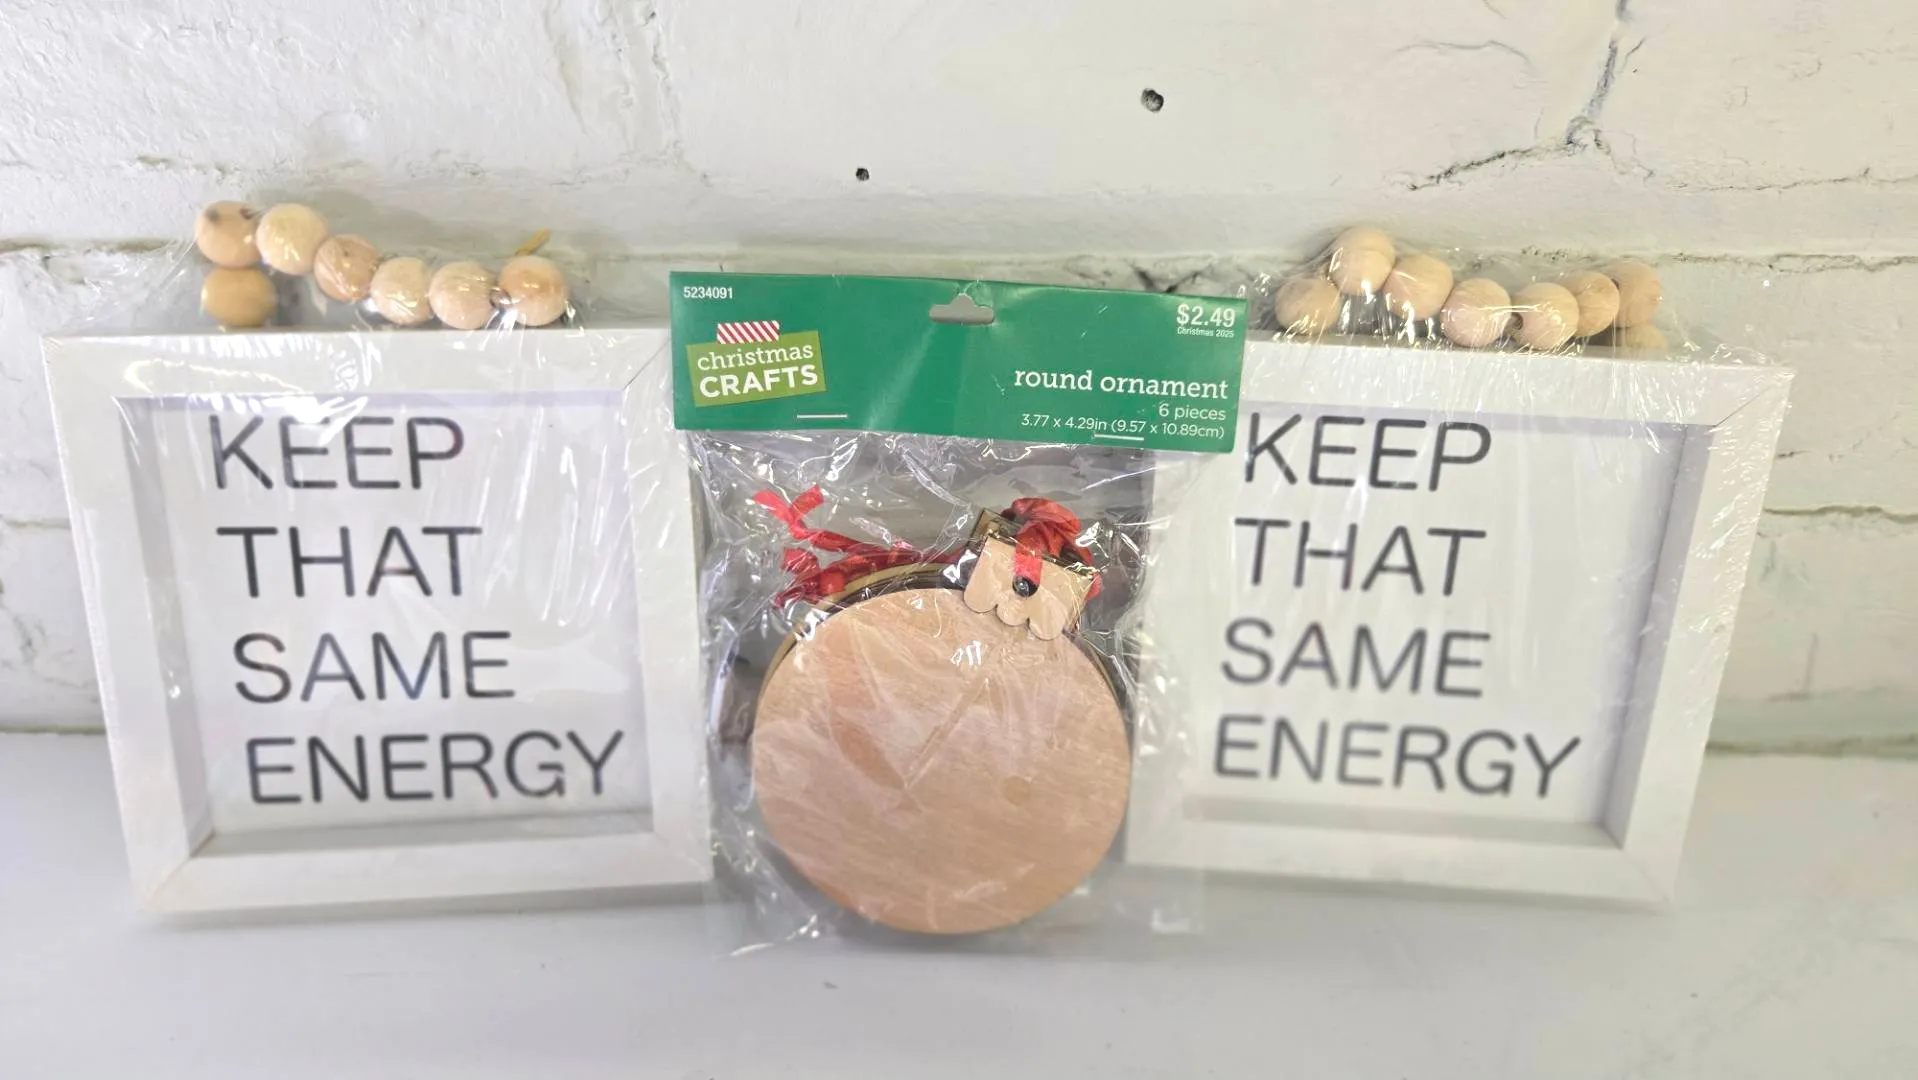 KEEP
THAT
SAME
ENERGY
5234091
$2.49
Christmas 2025
christmas
CRAFTS
round ornament
6 pieces
3.77 x 4.29in (9.57 x 10.89cm)
KEEP
THAT
SAME
ENERGY